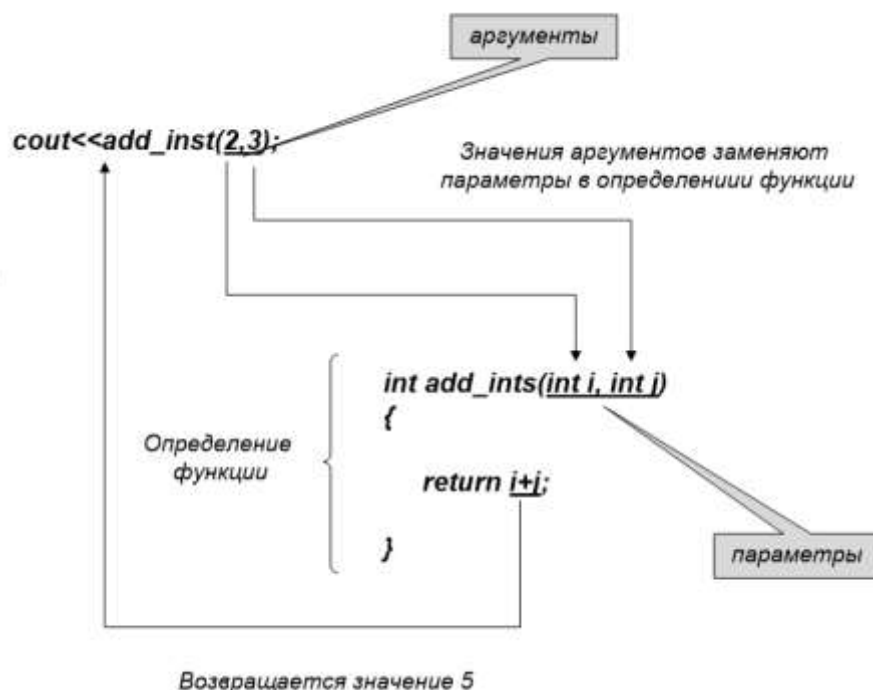 аргументы
cout<<add_inst(2,3);
Значения аргументов заменяют
параметры в определениии функции
int add_ints(int i, int j)
{
Определение
функции
return i+j;
}
параметры
Возвращается значение 5